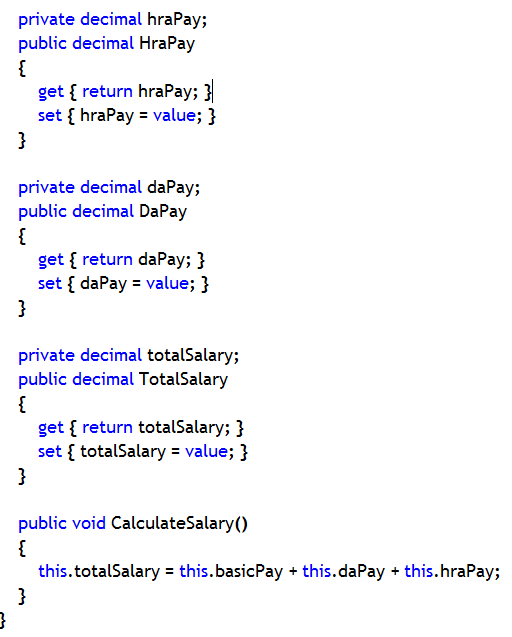 private decimal hraPay;
public decimal HraPay
{
get { return hraPay; }
set { hraPay = value; }
}
private decimal daPay;
public decimal DaPay
{
get { return daPay; }
set { daPay = value; }
}
private decimal totalSalary;
public decimal TotalSalary
{
get { return totalSalary; }
set { totalSalary = value; }
}
public void CalculateSalary()
{
this.totalSalary = this.basicPay + this.daPay + this.hraPay;
}
}